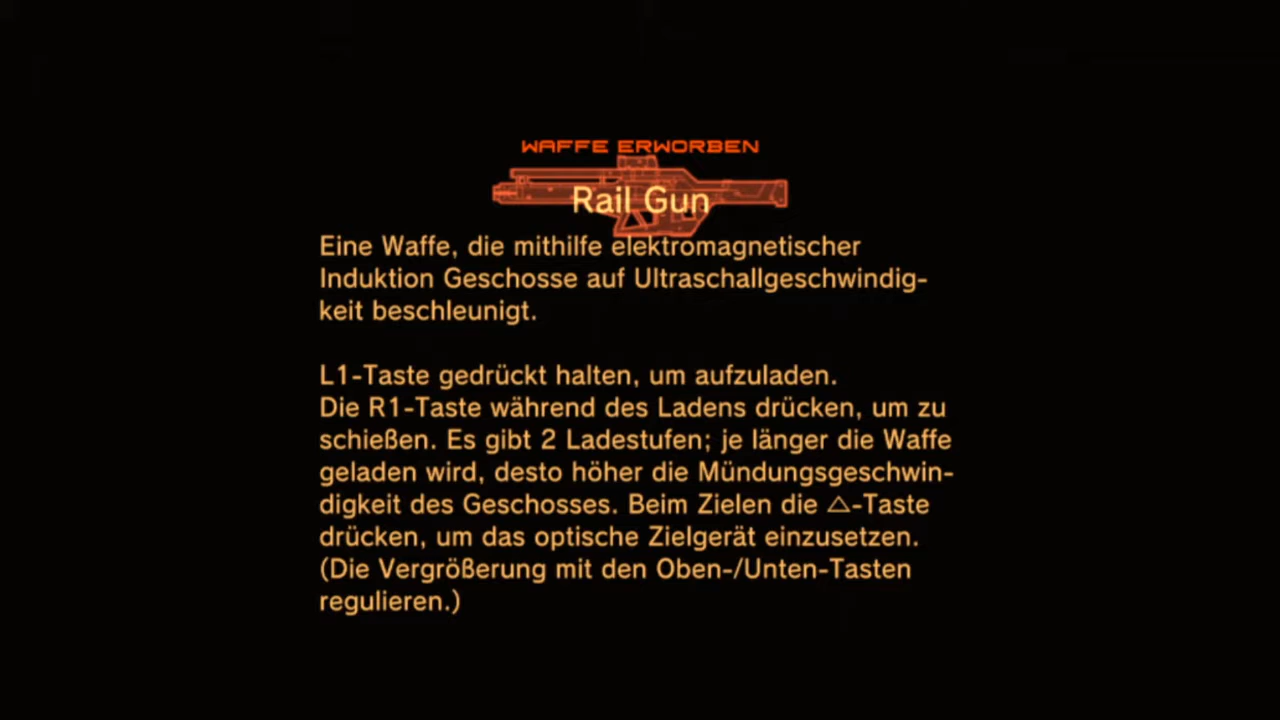 WAFFE ERWORBEN
Rail Gun
Eine Waffe, die mithilfe elektromagnetischer
Induktion Geschosse auf Ultraschallgeschwindig-
keit beschleunigt.
L1-Taste gedrückt halten, um aufzuladen.
Die R1-Taste während des Ladens drücken, um zu
schießen. Es gibt 2 Ladestufen; je länger die Waffe
geladen wird, desto höher die Mündungsgeschwin-
digkeit des Geschosses. Beim Zielen die △-Taste
drücken, um das optische Zielgerät einzusetzen.
(Die Vergrößerung mit den Oben-/Unten-Tasten
regulieren.)